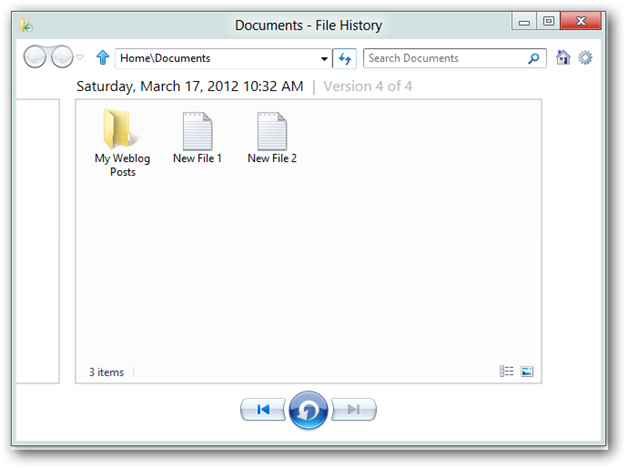 Documents - File History
Home\Documents
Search Documents
Saturday, March 17, 2012 10:32 AM | Version 4 of 4
My Weblog
Posts
New File 1
New File 2
3 items